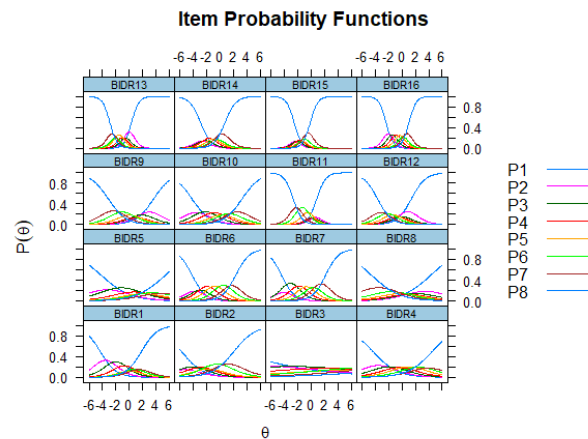 Item Probability Functions
-6 -4 -2 0 2 4 6 -6 -4 -2 0 2 4 6
BIDR13 BIDR14 BIDR15 BIDR16
0.8
0.4
0.0
BIDR9 BIDR10 BIDR11 BIDR12
0.8
0.4
0.0
BIDR5 BIDR6 BIDR7 BIDR8
0.8
0.4
0.0
BIDR1 BIDR2 BIDR3 BIDR4
0.8
0.4
0.0
-6 -4 -2 0 2 4 6 -6 -4 -2 0 2 4 6
P(θ)
θ
P1
P2
P3
P4
P5
P6
P7
P8